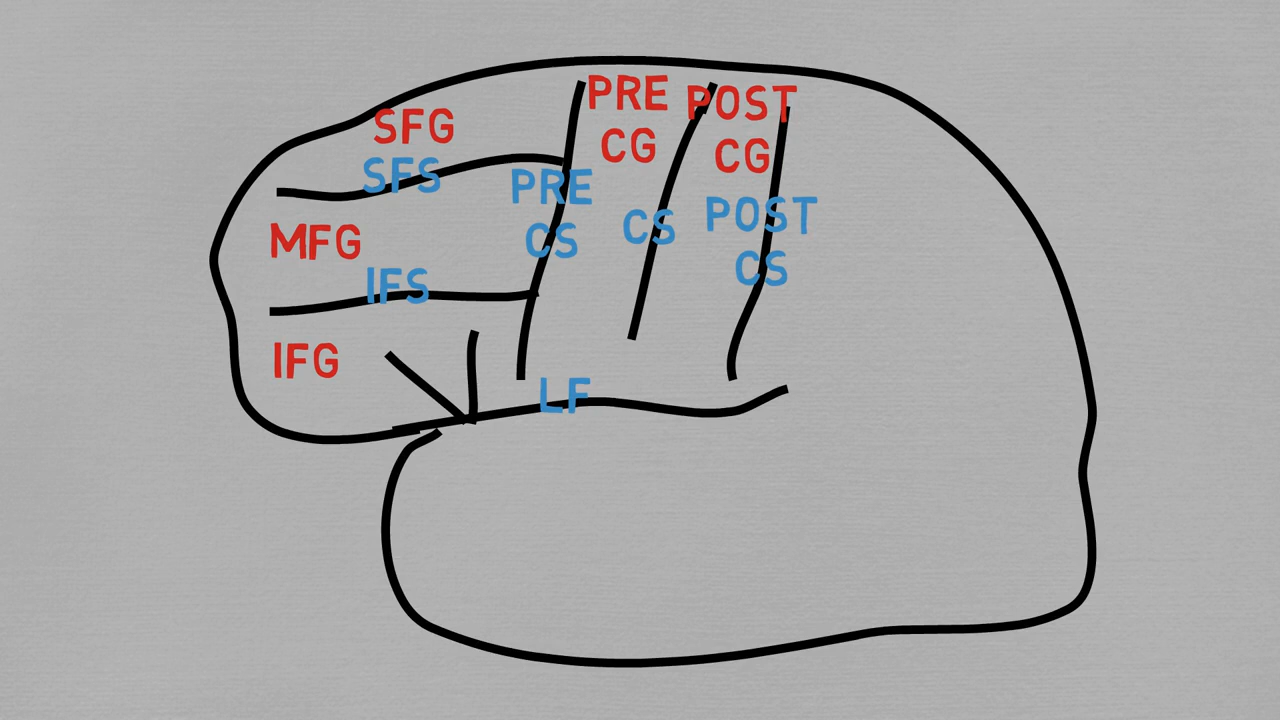 SFG
SFS
MFG
IFS
IFG
PRE
CS
PRE
CG
CS
POST
CG
POST
CS
LF